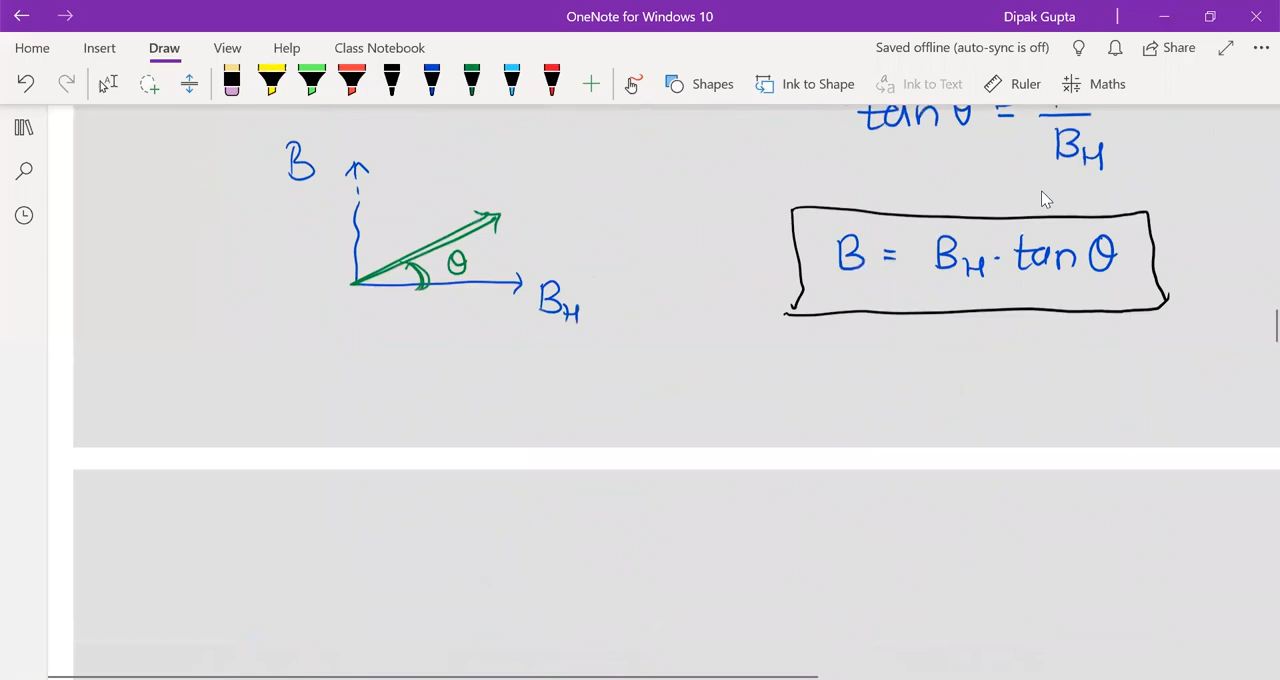 OneNote for Windows 10
Dipak Gupta
Home Insert Draw View Help Class Notebook
Saved offline (auto-sync is off)
Share
Shapes
Ink to Shape
Ink to Text
Ruler
Maths
tan θ =
B_H
B
θ
B_H
B = B_H · tan θ